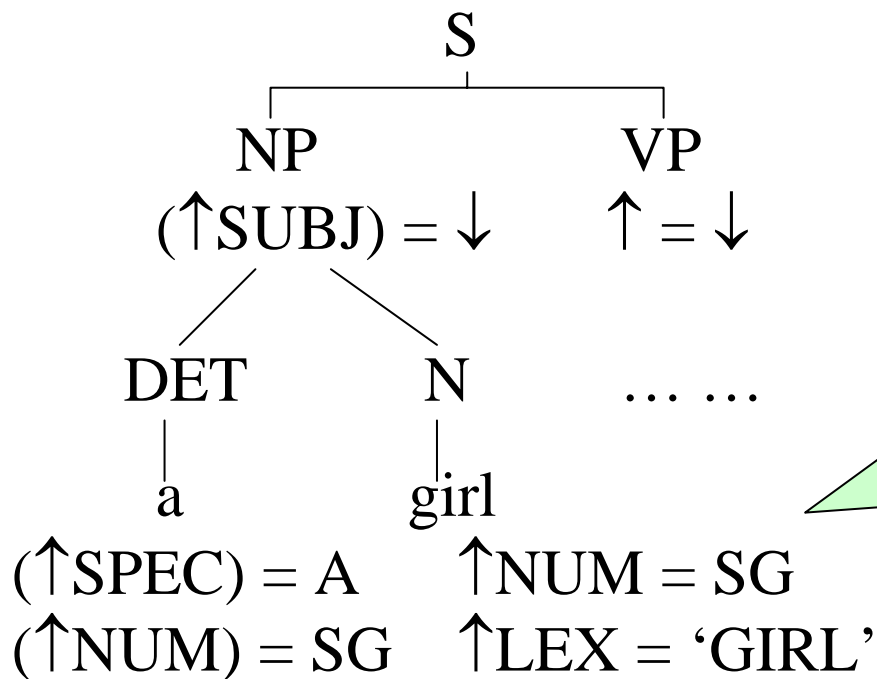 S
NP VP
(↑SUBJ) = ↓ ↑ = ↓
DET N … …
a girl
(↑SPEC) = A ↑NUM = SG
(↑NUM) = SG ↑LEX = ‘GIRL’